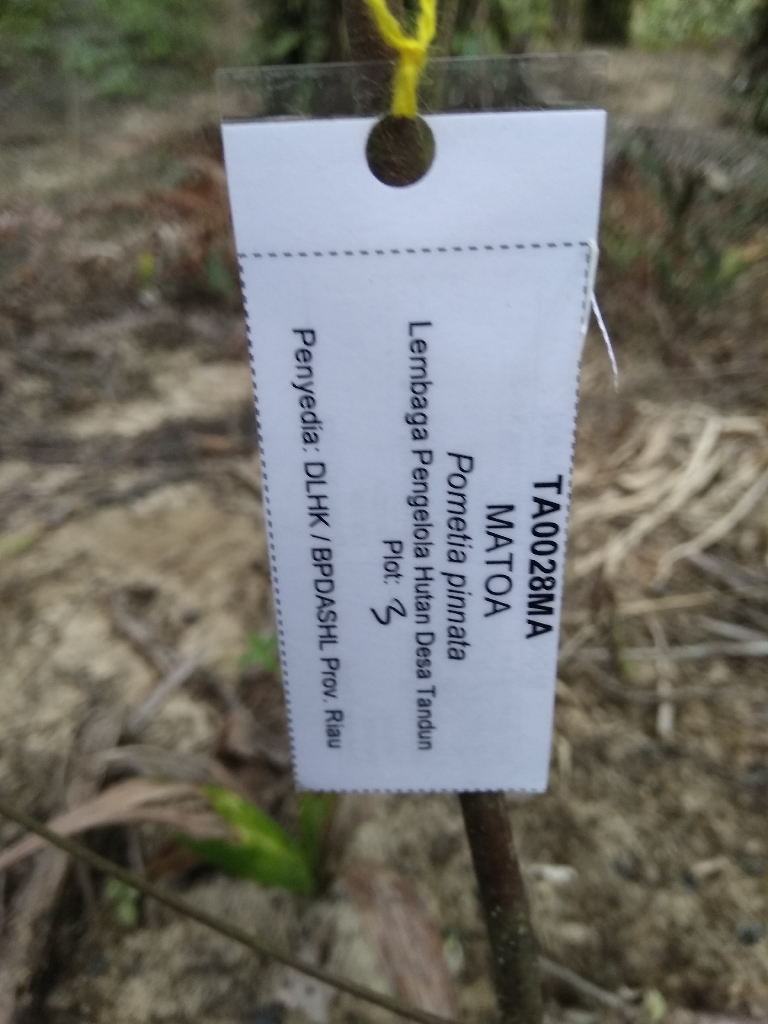 TA0028MA
MATOA
Pometia pinnata
Lembaga Pengelola Hutan Desa Tandun
Plot: 3
Penyedia: DLHK / BPDASHL Prov. Riau